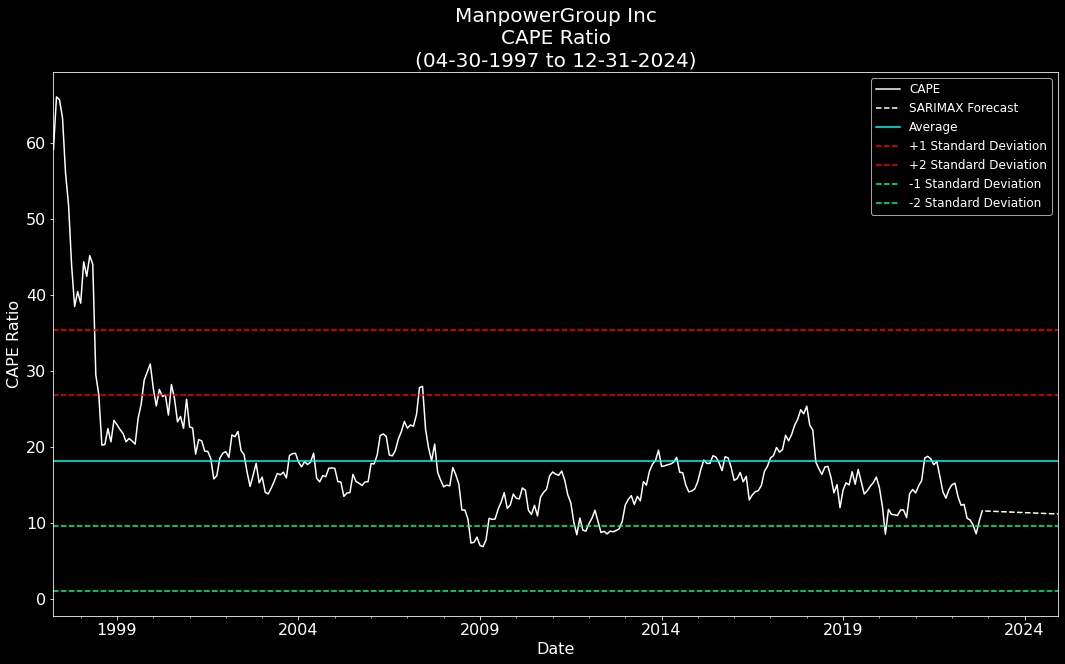 ManpowerGroup Inc
CAPE Ratio
(04-30-1997 to 12-31-2024)
CAPE
SARIMAX Forecast
Average
+1 Standard Deviation
+2 Standard Deviation
-1 Standard Deviation
-2 Standard Deviation
CAPE Ratio
60
50
40
30
20
10
0
1999
2004
2009
2014
2019
2024
Date